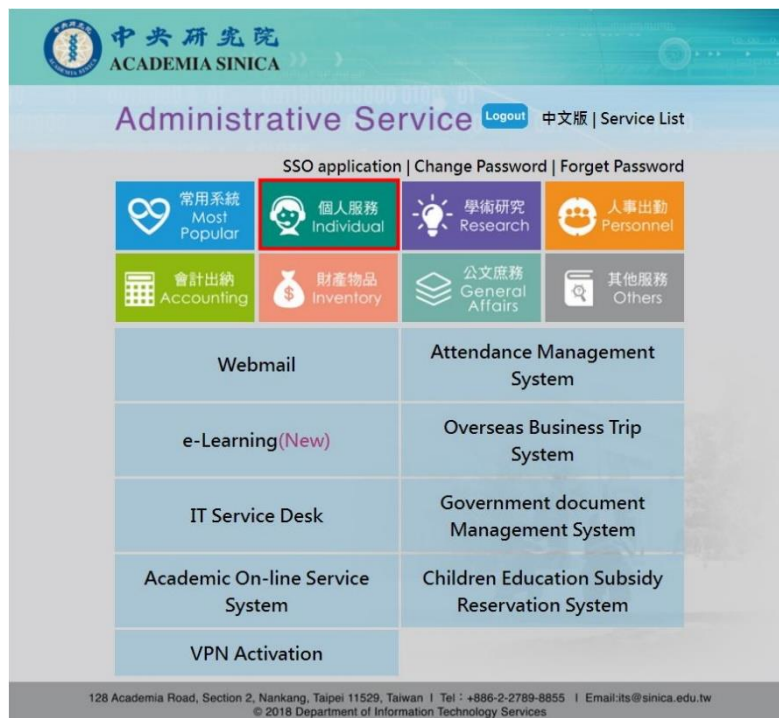 中央研究院
ACADEMIA SINICA
Administrative Service Logout 中文版 | Service List
SSO application | Change Password | Forget Password
常用系統
Most
Popular
個人服務
Individual
學術研究
Research
人事出勤
Personnel
會計出納
Accounting
財產物品
Inventory
公文庶務
General
Affairs
其他服務
Others
Webmail
Attendance Management
System
e-Learning(New)
Overseas Business Trip
System
IT Service Desk
Government document
Management System
Academic On-line Service
System
Children Education Subsidy
Reservation System
VPN Activation
128 Academia Road, Section 2, Nankang, Taipei 11529, Taiwan | Tel : +886-2-2789-8855 | Email:its@sinica.edu.tw
© 2018 Department of Information Technology Services